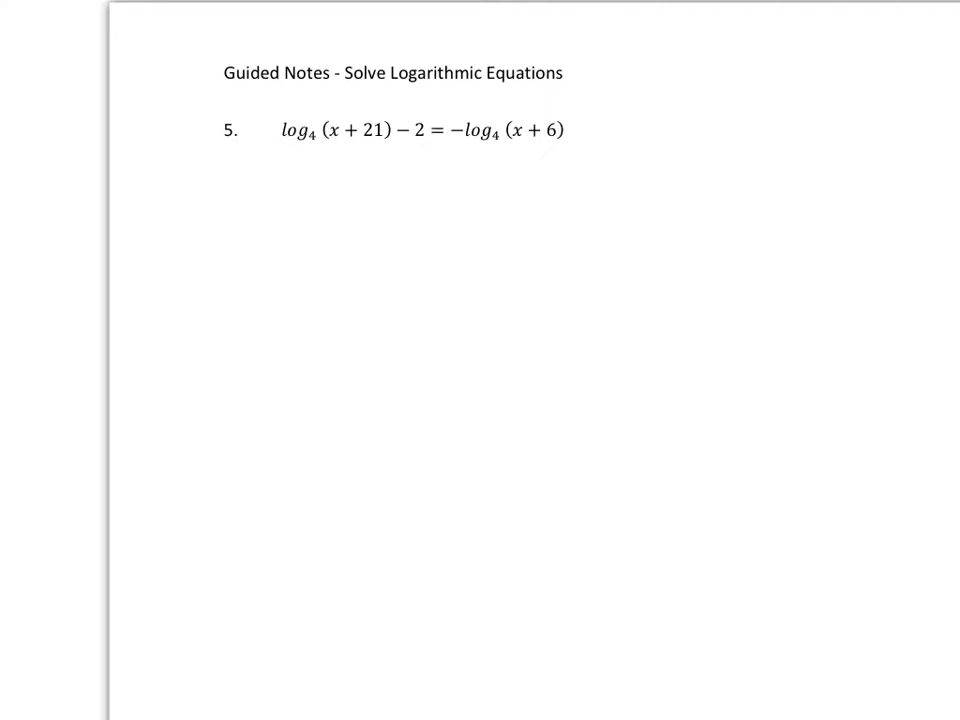 Guided Notes - Solve Logarithmic Equations
5. log₄ (x + 21) − 2 = −log₄ (x + 6)